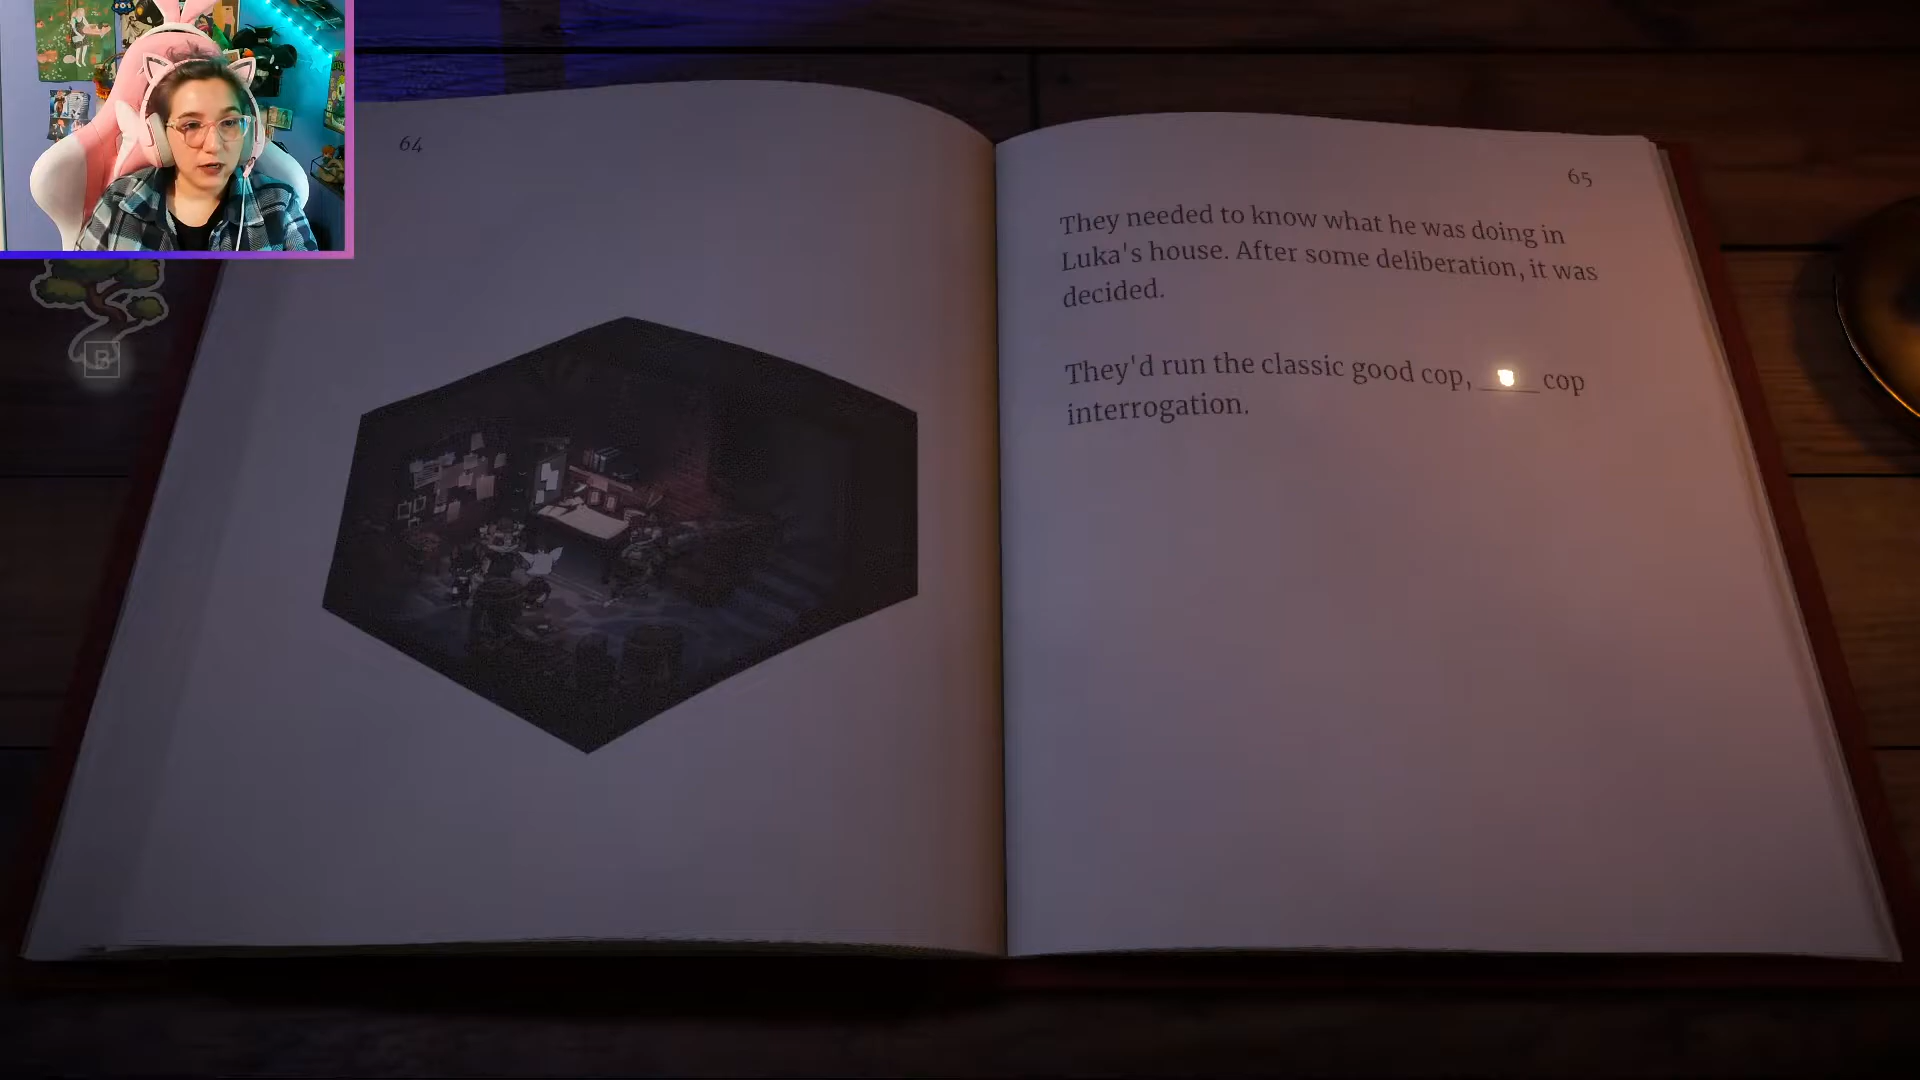 64
65
They needed to know what he was doing in
Luka's house. After some deliberation, it was
decided.
They'd run the classic good cop, _____ cop
interrogation.
B